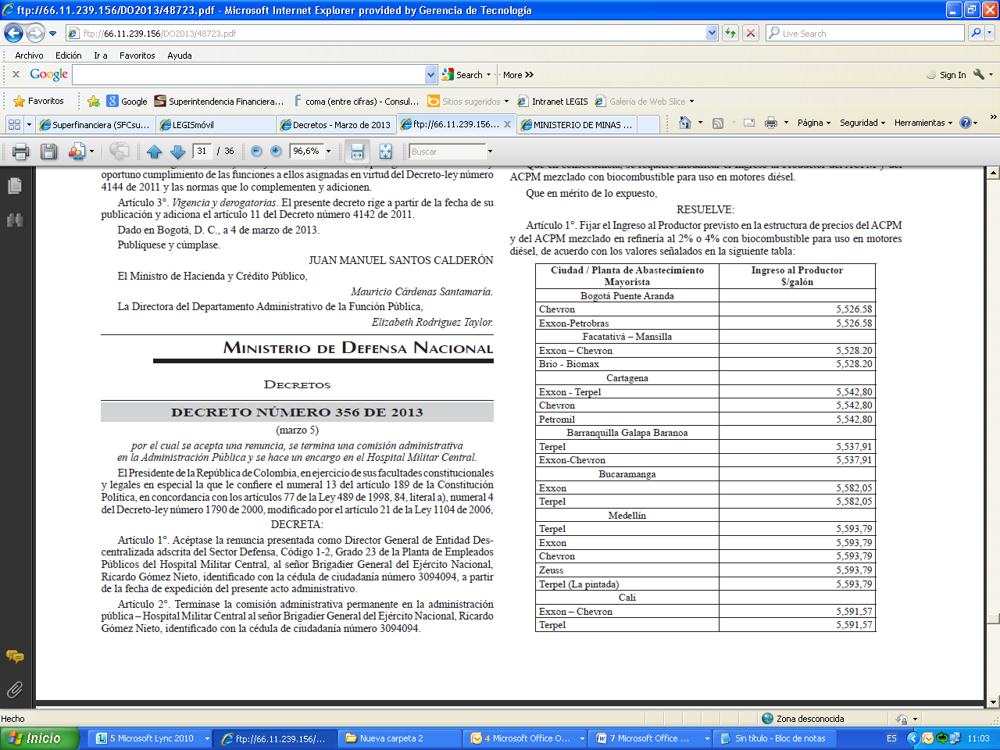 ftp://66.11.239.156/DO2013/48723.pdf - Microsoft Internet Explorer provided by Gerencia de Tecnología
ftp://66.11.239.156/DO2013/48723.pdf
Live Search
Archivo Edición Ir a Favoritos Ayuda
x Google Search More >> Sign In
Favoritos Google Superintendencia Financiera... coma (entre cifras) - Consul... Sitios sugeridos Intranet LEGIS Galería de Web Slice
Superfinanciera (SFCsu... LEGISmóvil Decretos - Marzo de 2013 ftp://66.11.239.156... X MINISTERIO DE MINAS ... Página Seguridad Herramientas >>
31 / 36 96,6% Buscar
oportuno cumplimiento de las funciones a ellos asignadas en virtud del Decreto-ley número
4144 de 2011 y las normas que lo complementen y adicionen.
Artículo 3°. Vigencia y derogatorias. El presente decreto rige a partir de la fecha de su
publicación y adiciona el artículo 11 del Decreto número 4142 de 2011.
Dado en Bogotá, D. C., a 4 de marzo de 2013.
Publíquese y cúmplase.
JUAN MANUEL SANTOS CALDERÓN
El Ministro de Hacienda y Crédito Público,
Mauricio Cárdenas Santamaría.
La Directora del Departamento Administrativo de la Función Pública,
Elizabeth Rodriguez Taylor.
MINISTERIO DE DEFENSA NACIONAL
DECRETOS
DECRETO NÚMERO 356 DE 2013
(marzo 5)
por el cual se acepta una renuncia, se termina una comisión administrativa
en la Administración Pública y se hace un encargo en el Hospital Militar Central.
El Presidente de la República de Colombia, en ejercicio de sus facultades constitucionales
y legales en especial la que le confiere el numeral 13 del artículo 189 de la Constitución
Política, en concordancia con los artículos 77 de la Ley 489 de 1998, 84, literal a), numeral 4
del Decreto-ley número 1790 de 2000, modificado por el artículo 21 de la Ley 1104 de 2006,
DECRETA:
Artículo 1°. Acéptase la renuncia presentada como Director General de Entidad Des-
centralizada adscrita del Sector Defensa, Código 1-2, Grado 23 de la Planta de Empleados
Públicos del Hospital Militar Central, al señor Brigadier General del Ejército Nacional,
Ricardo Gómez Nieto, identificado con la cédula de ciudadanía número 3094094, a partir
de la fecha de expedición del presente acto administrativo.
Artículo 2°. Termínase la comisión administrativa permanente en la administración
pública – Hospital Militar Central al señor Brigadier General del Ejército Nacional, Ricardo
Gómez Nieto, identificado con la cédula de ciudadanía número 3094094.
Que en consecuencia, se requiere modificar el Ingreso al Productor del ACPM y del
ACPM mezclado con biocombustible para uso en motores diésel.
Que en mérito de lo expuesto,
RESUELVE:
Artículo 1°. Fijar el Ingreso al Productor previsto en la estructura de precios del ACPM
y del ACPM mezclado en refinería al 2% o 4% con biocombustible para uso en motores
diésel, de acuerdo con los valores señalados en la siguiente tabla:
Ciudad / Planta de Abastecimiento Ingreso al Productor
Mayorista $/galón
Bogotá Puente Aranda
Chevron 5,526.58
Exxon-Petrobras 5,526.58
Facatativá – Mansilla
Exxon – Chevron 5,528.20
Brio - Biomax 5,528.20
Cartagena
Exxon - Terpel 5,542,80
Chevron 5,542,80
Petromil 5,542,80
Barranquilla Galapa Baranoa
Terpel 5,537,91
Exxon-Chevron 5,537,91
Bucaramanga
Exxon 5,582,05
Terpel 5,582,05
Medellín
Terpel 5,593,79
Exxon 5,593,79
Chevron 5,593,79
Zeuss 5,593,79
Terpel (La pintada) 5,593,79
Cali
Exxon – Chevron 5,591,57
Terpel 5,591,57
Hecho Zona desconocida
Inicio 5 Microsoft Lync 2010 ftp://66.11.239.156/... Nueva carpeta 2 4 Microsoft Office O... 7 Microsoft Office ... Sin título - Bloc de notas ES 11:03